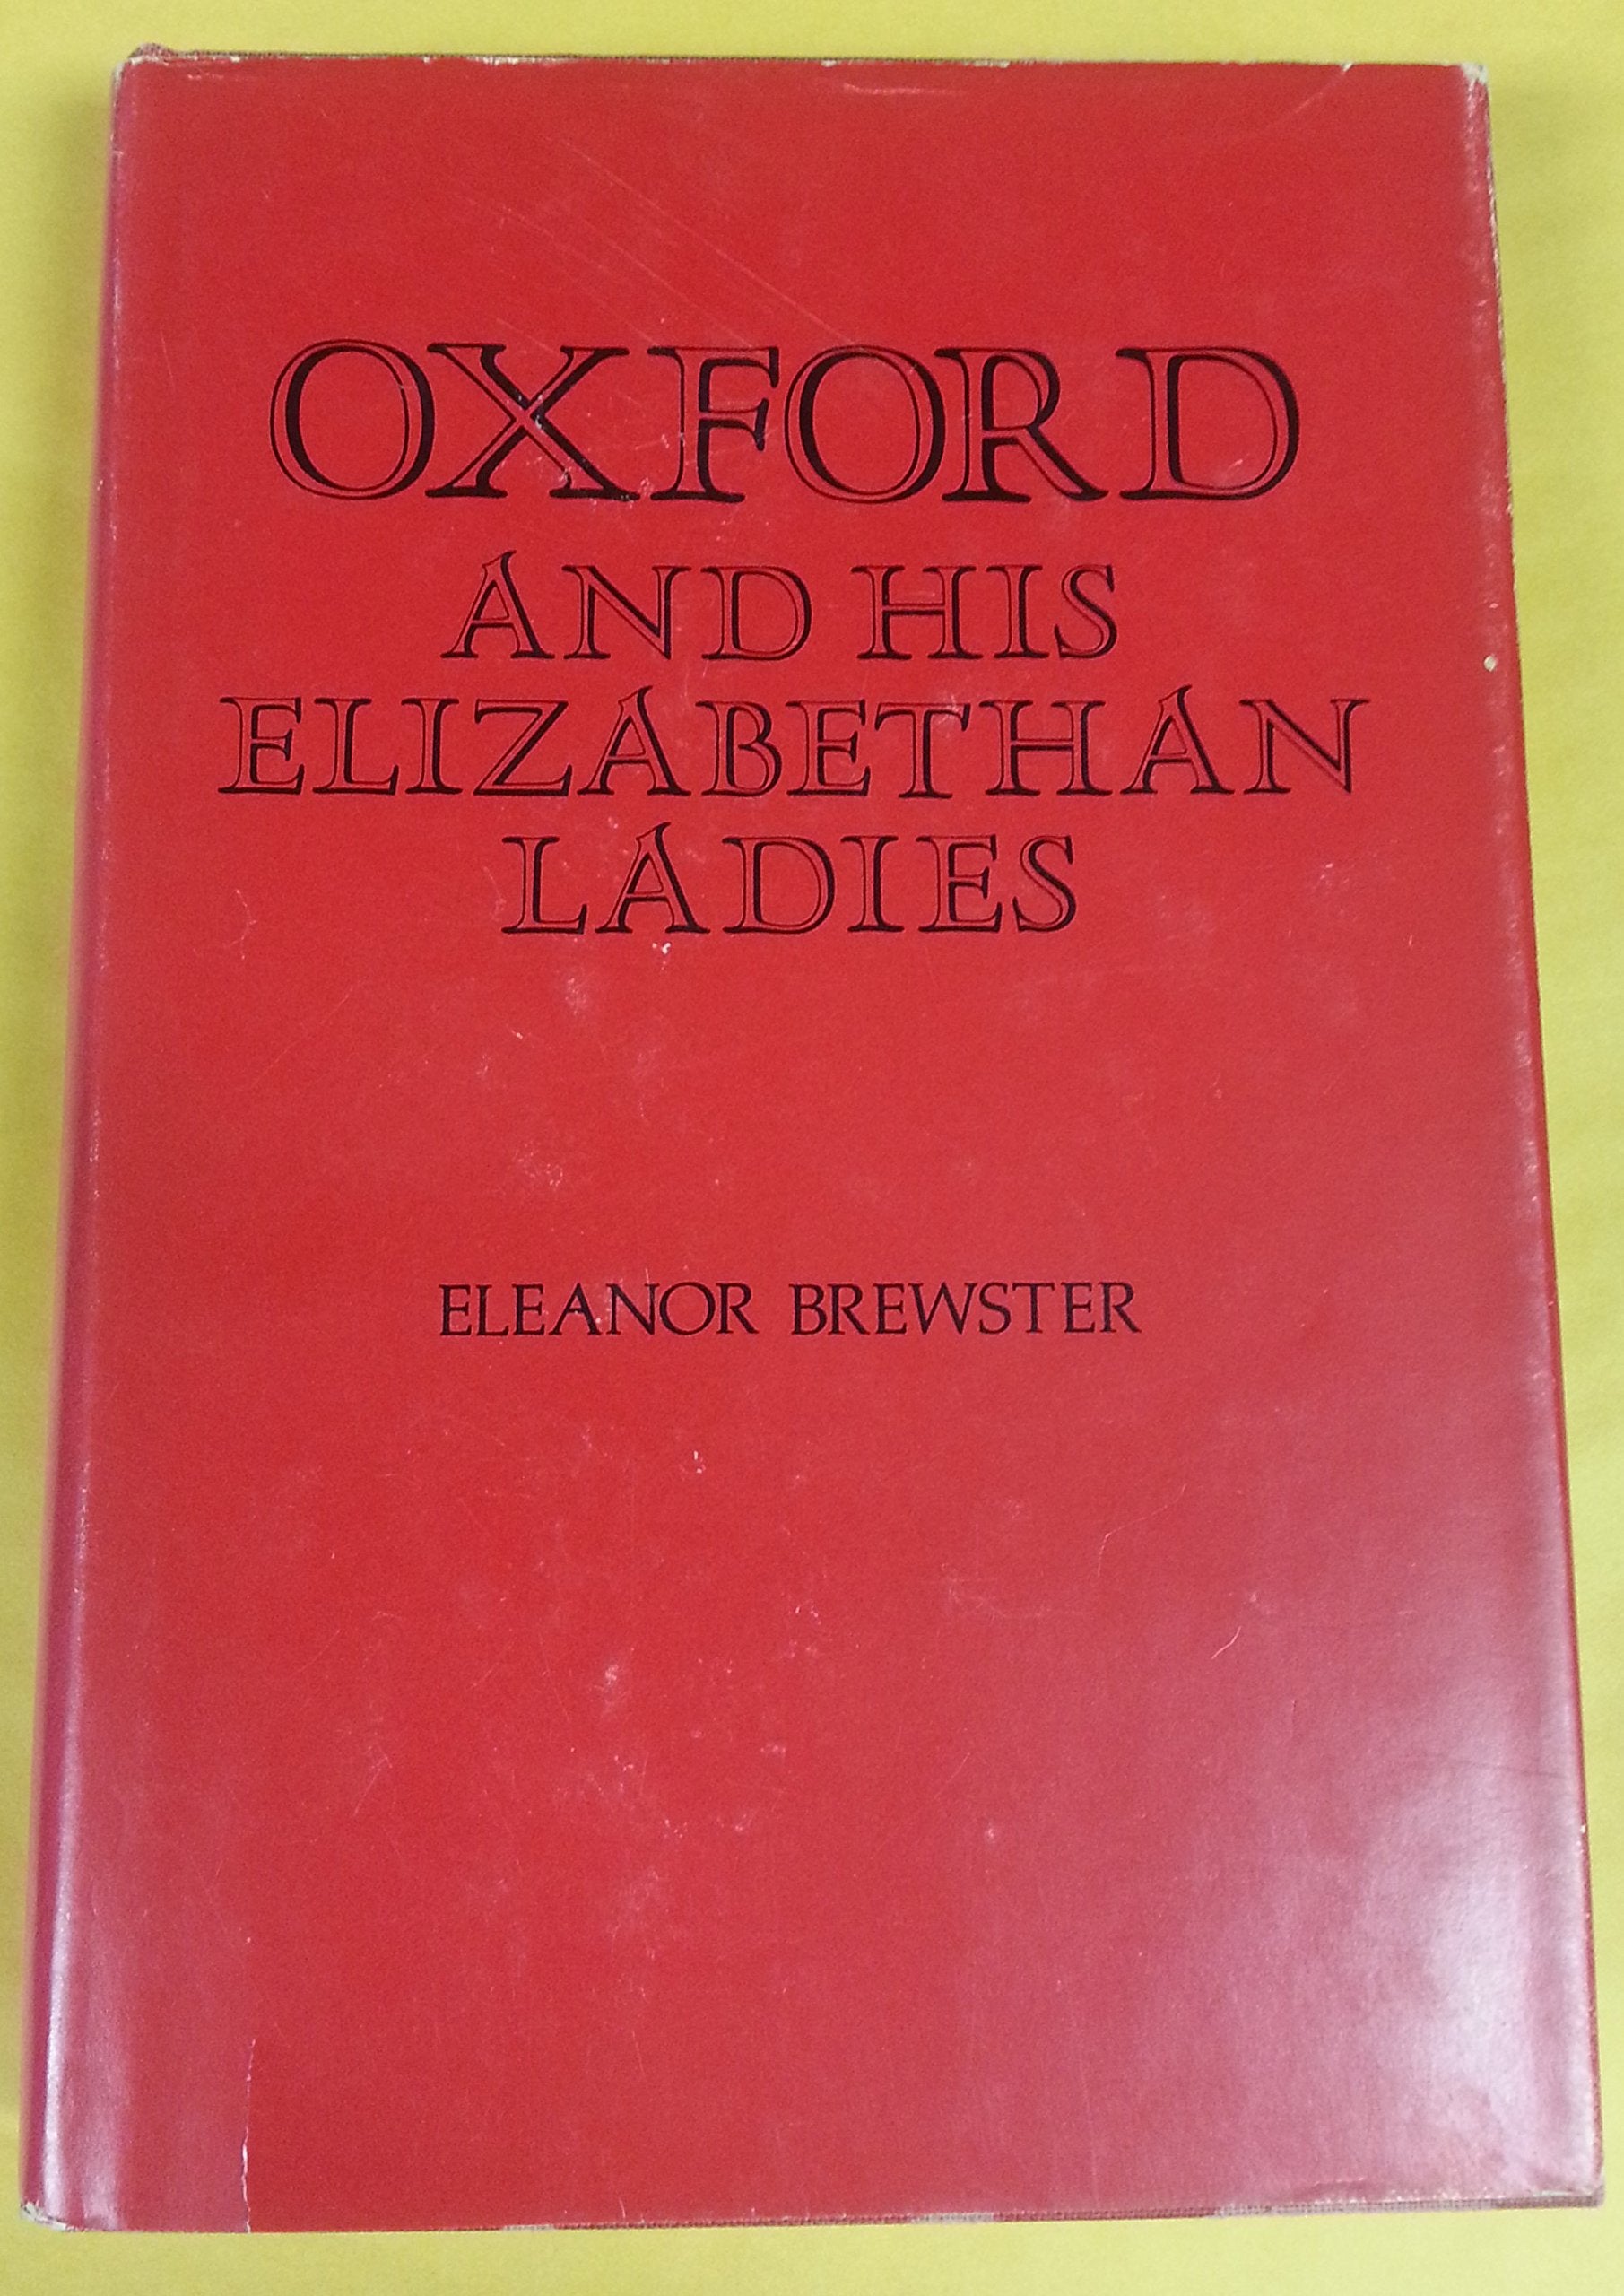 OXFORD
AND HIS
ELIZABETHAN
LADIES
ELEANOR BREWSTER